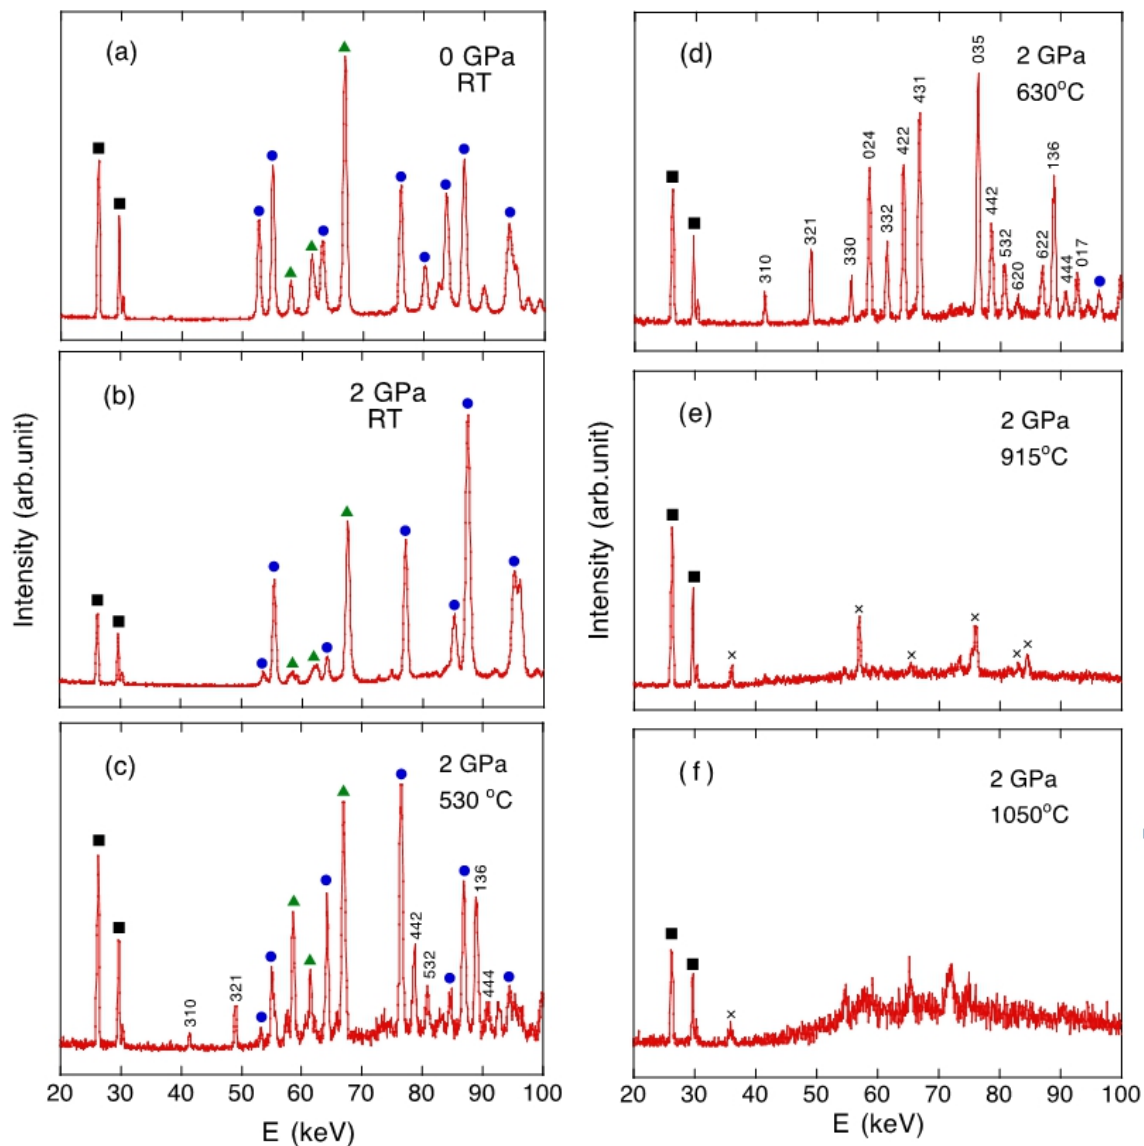 (a)
0 GPa
RT
(b)
2 GPa
RT
(c)
2 GPa
530 °C
310
321
442
532
136
444
20 30 40 50 60 70 80 90 100
E (keV)
Intensity (arb.unit)
(d)
2 GPa
630°C
310
321
330
024
332
422
431
035
442
532
620
622
136
444
017
(e)
2 GPa
915°C
×
×
×
×
×
×
(f)
2 GPa
1050°C
×
20 30 40 50 60 70 80 90 100
E (keV)
Intensity (arb.unit)